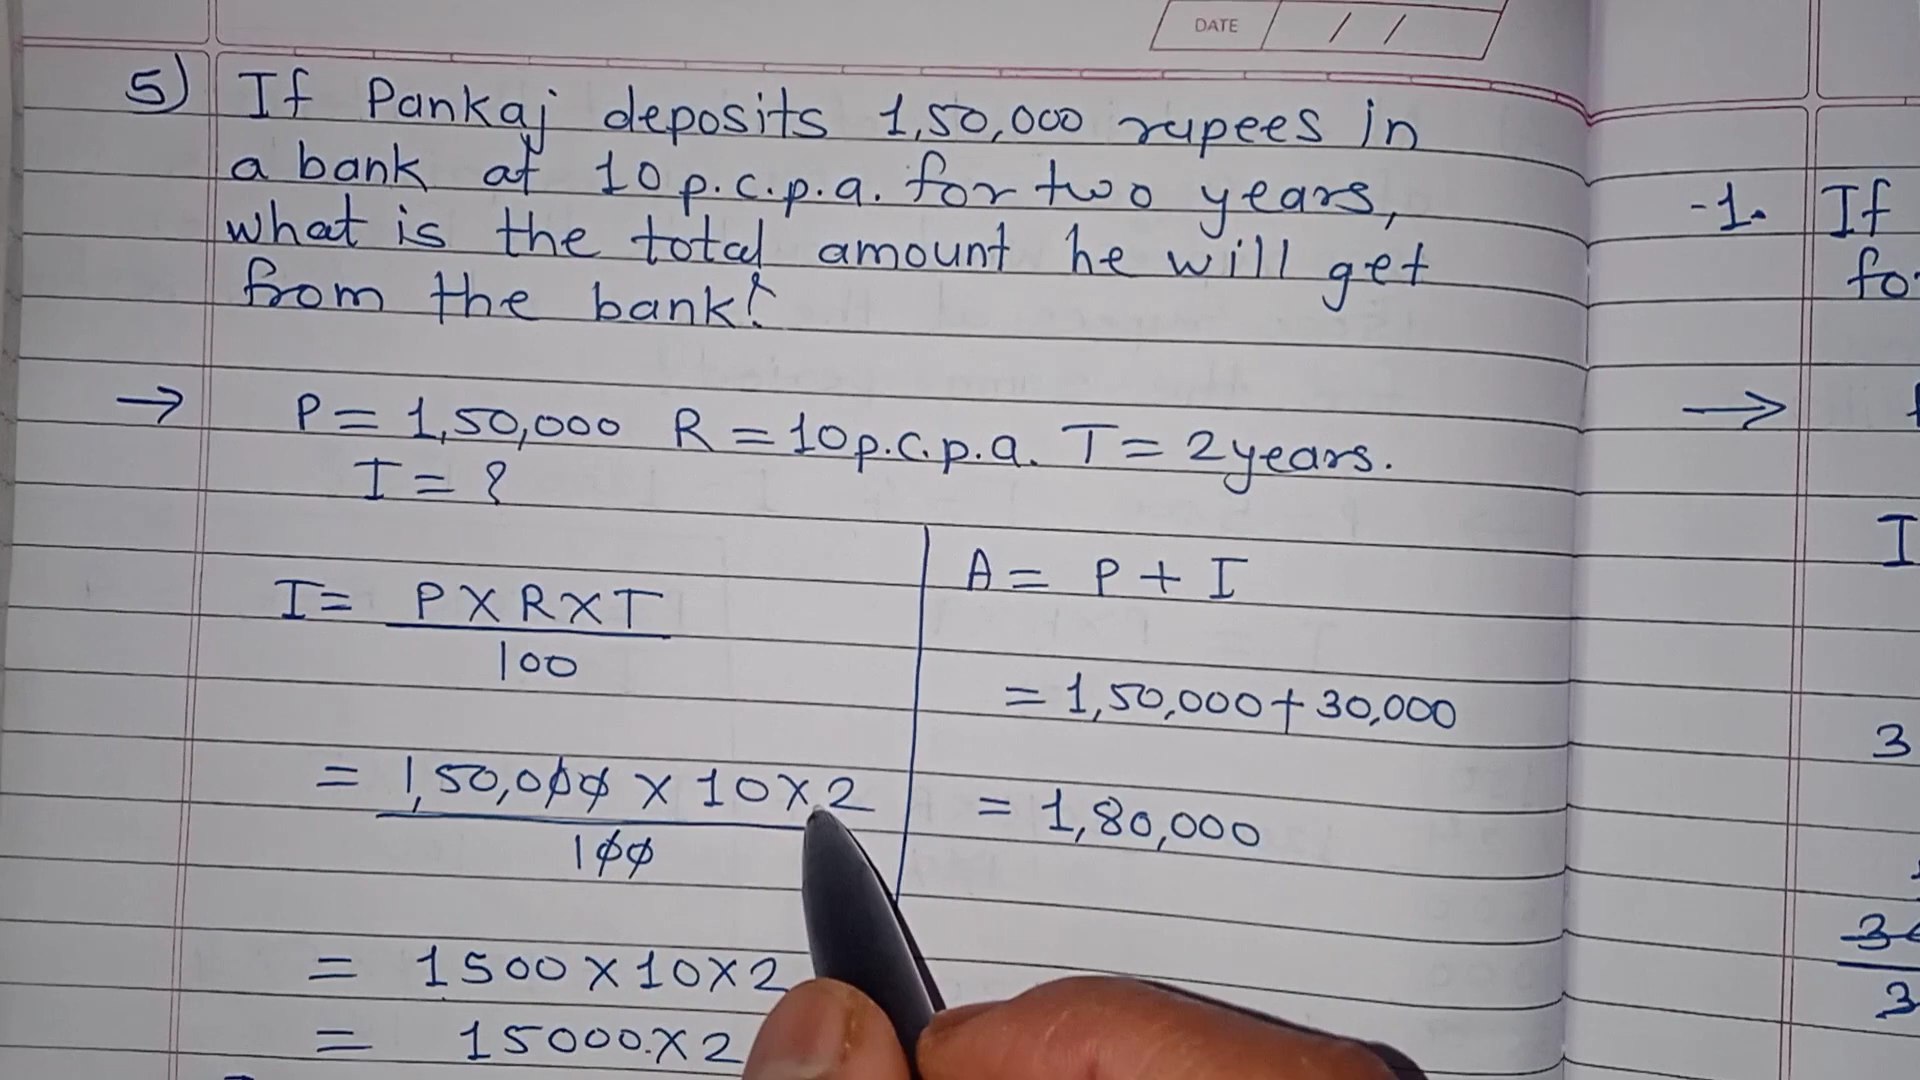 DATE / /
5) If Pankaj deposits 1,50,000 rupees in
a bank at 10 p.c.p.a. for two years,
what is the total amount he will get
from the bank?
→ P = 1,50,000 R = 10 p.c.p.a. T = 2 years.
I = ?
I = P X R X T
100
= 1,50,000 X 10 X 2
100
= 1500 X 10 X 2
= 15000 X 2
A = P + I
= 1,50,000 + 30,000
= 1,80,000
-1. If
→
I
3
3